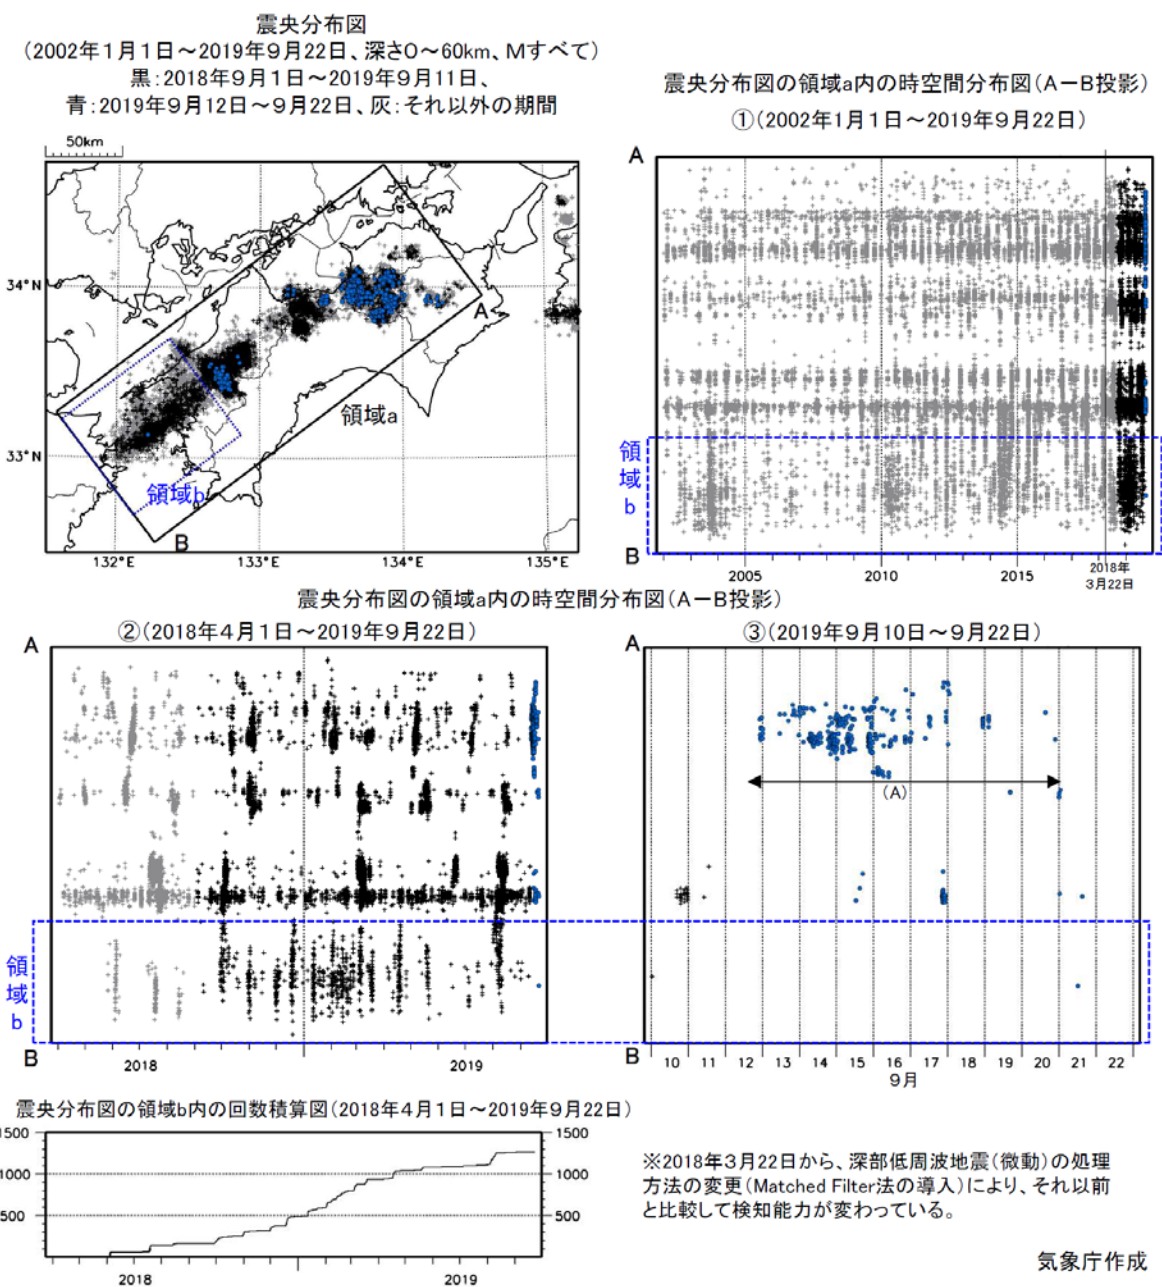 震央分布図
(2002年1月1日～2019年9月22日、深さ0～60km、Mすべて)
黒:2018年9月1日～2019年9月11日、
青:2019年9月12日～9月22日、灰:それ以外の期間
50km
34°N
33°N
132°E
133°E
134°E
135°E
A
領域a
領域b
B
震央分布図の領域a内の時空間分布図(A－B投影)
①(2002年1月1日～2019年9月22日)
A
領域b
B
2005
2010
2015
2018年
3月22日
震央分布図の領域a内の時空間分布図(A－B投影)
②(2018年4月1日～2019年9月22日)
A
領域b
B
2018
2019
③(2019年9月10日～9月22日)
A
(A)
B
10 11 12 13 14 15 16 17 18 19 20 21 22
9月
震央分布図の領域b内の回数積算図(2018年4月1日～2019年9月22日)
1500 1500
1000 1000
500 500
2018 2019
※2018年3月22日から、深部低周波地震(微動)の処理
方法の変更(Matched Filter法の導入)により、それ以前
と比較して検知能力が変わっている。
気象庁作成